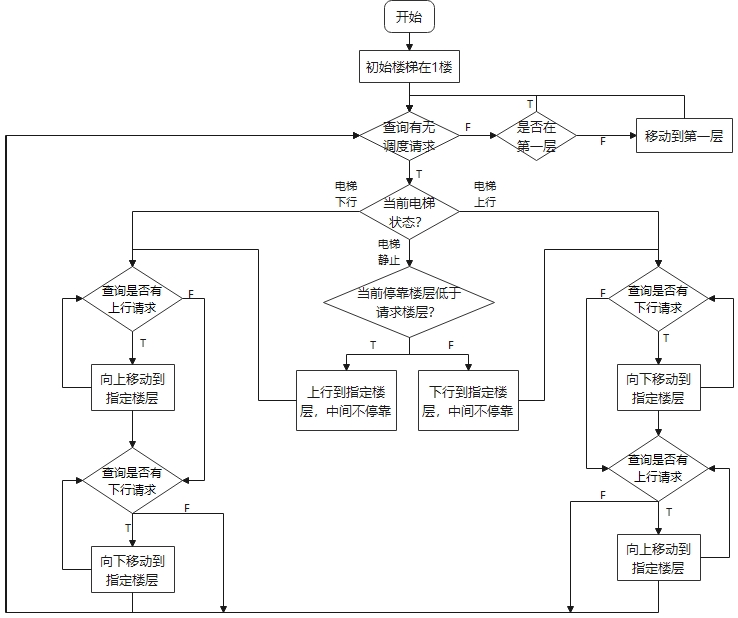 开始
初始楼梯在1楼
查询有无
调度请求
F
T
是否在
第一层
T
F
移动到第一层
当前电梯
状态?
电梯
下行
电梯
上行
电梯
静止
当前停靠楼层低于
请求楼层?
T
F
上行到指定楼
层，中间不停靠
下行到指定楼
层，中间不停靠
查询是否有
上行请求
F
T
向上移动到
指定楼层
查询是否有
下行请求
T
F
向下移动到
指定楼层
查询是否有
下行请求
F
T
向下移动到
指定楼层
查询是否有
上行请求
F
T
向上移动到
指定楼层